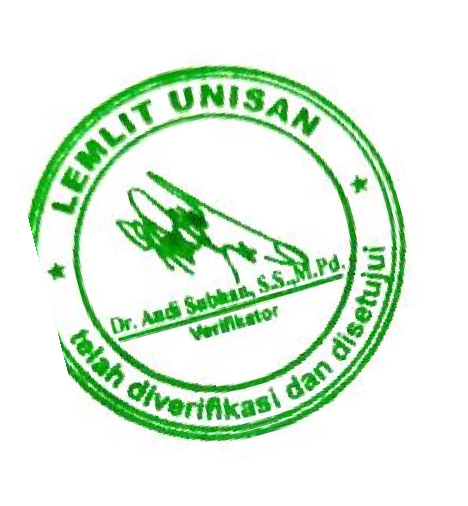 LEMLIT UNISAN
Dr. Andi Subhan, S.S.,M.Pd.
Verifikator
telah diverifikasi dan disetujui